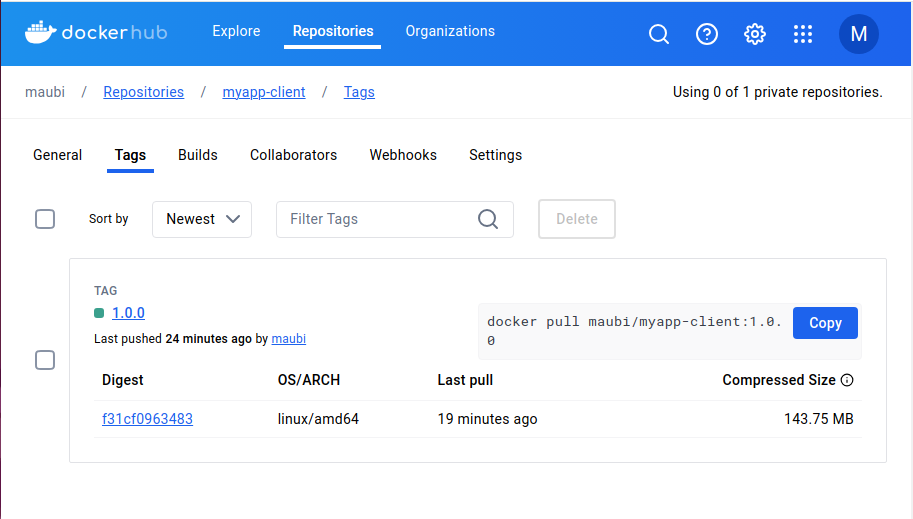 dockerhub Explore Repositories Organizations M
maubi / Repositories / myapp-client / Tags Using 0 of 1 private repositories.
General Tags Builds Collaborators Webhooks Settings
Sort by Newest Filter Tags Delete
TAG
1.0.0
Last pushed 24 minutes ago by maubi
docker pull maubi/myapp-client:1.0.
0
Copy
Digest OS/ARCH Last pull Compressed Size
f31cf0963483 linux/amd64 19 minutes ago 143.75 MB